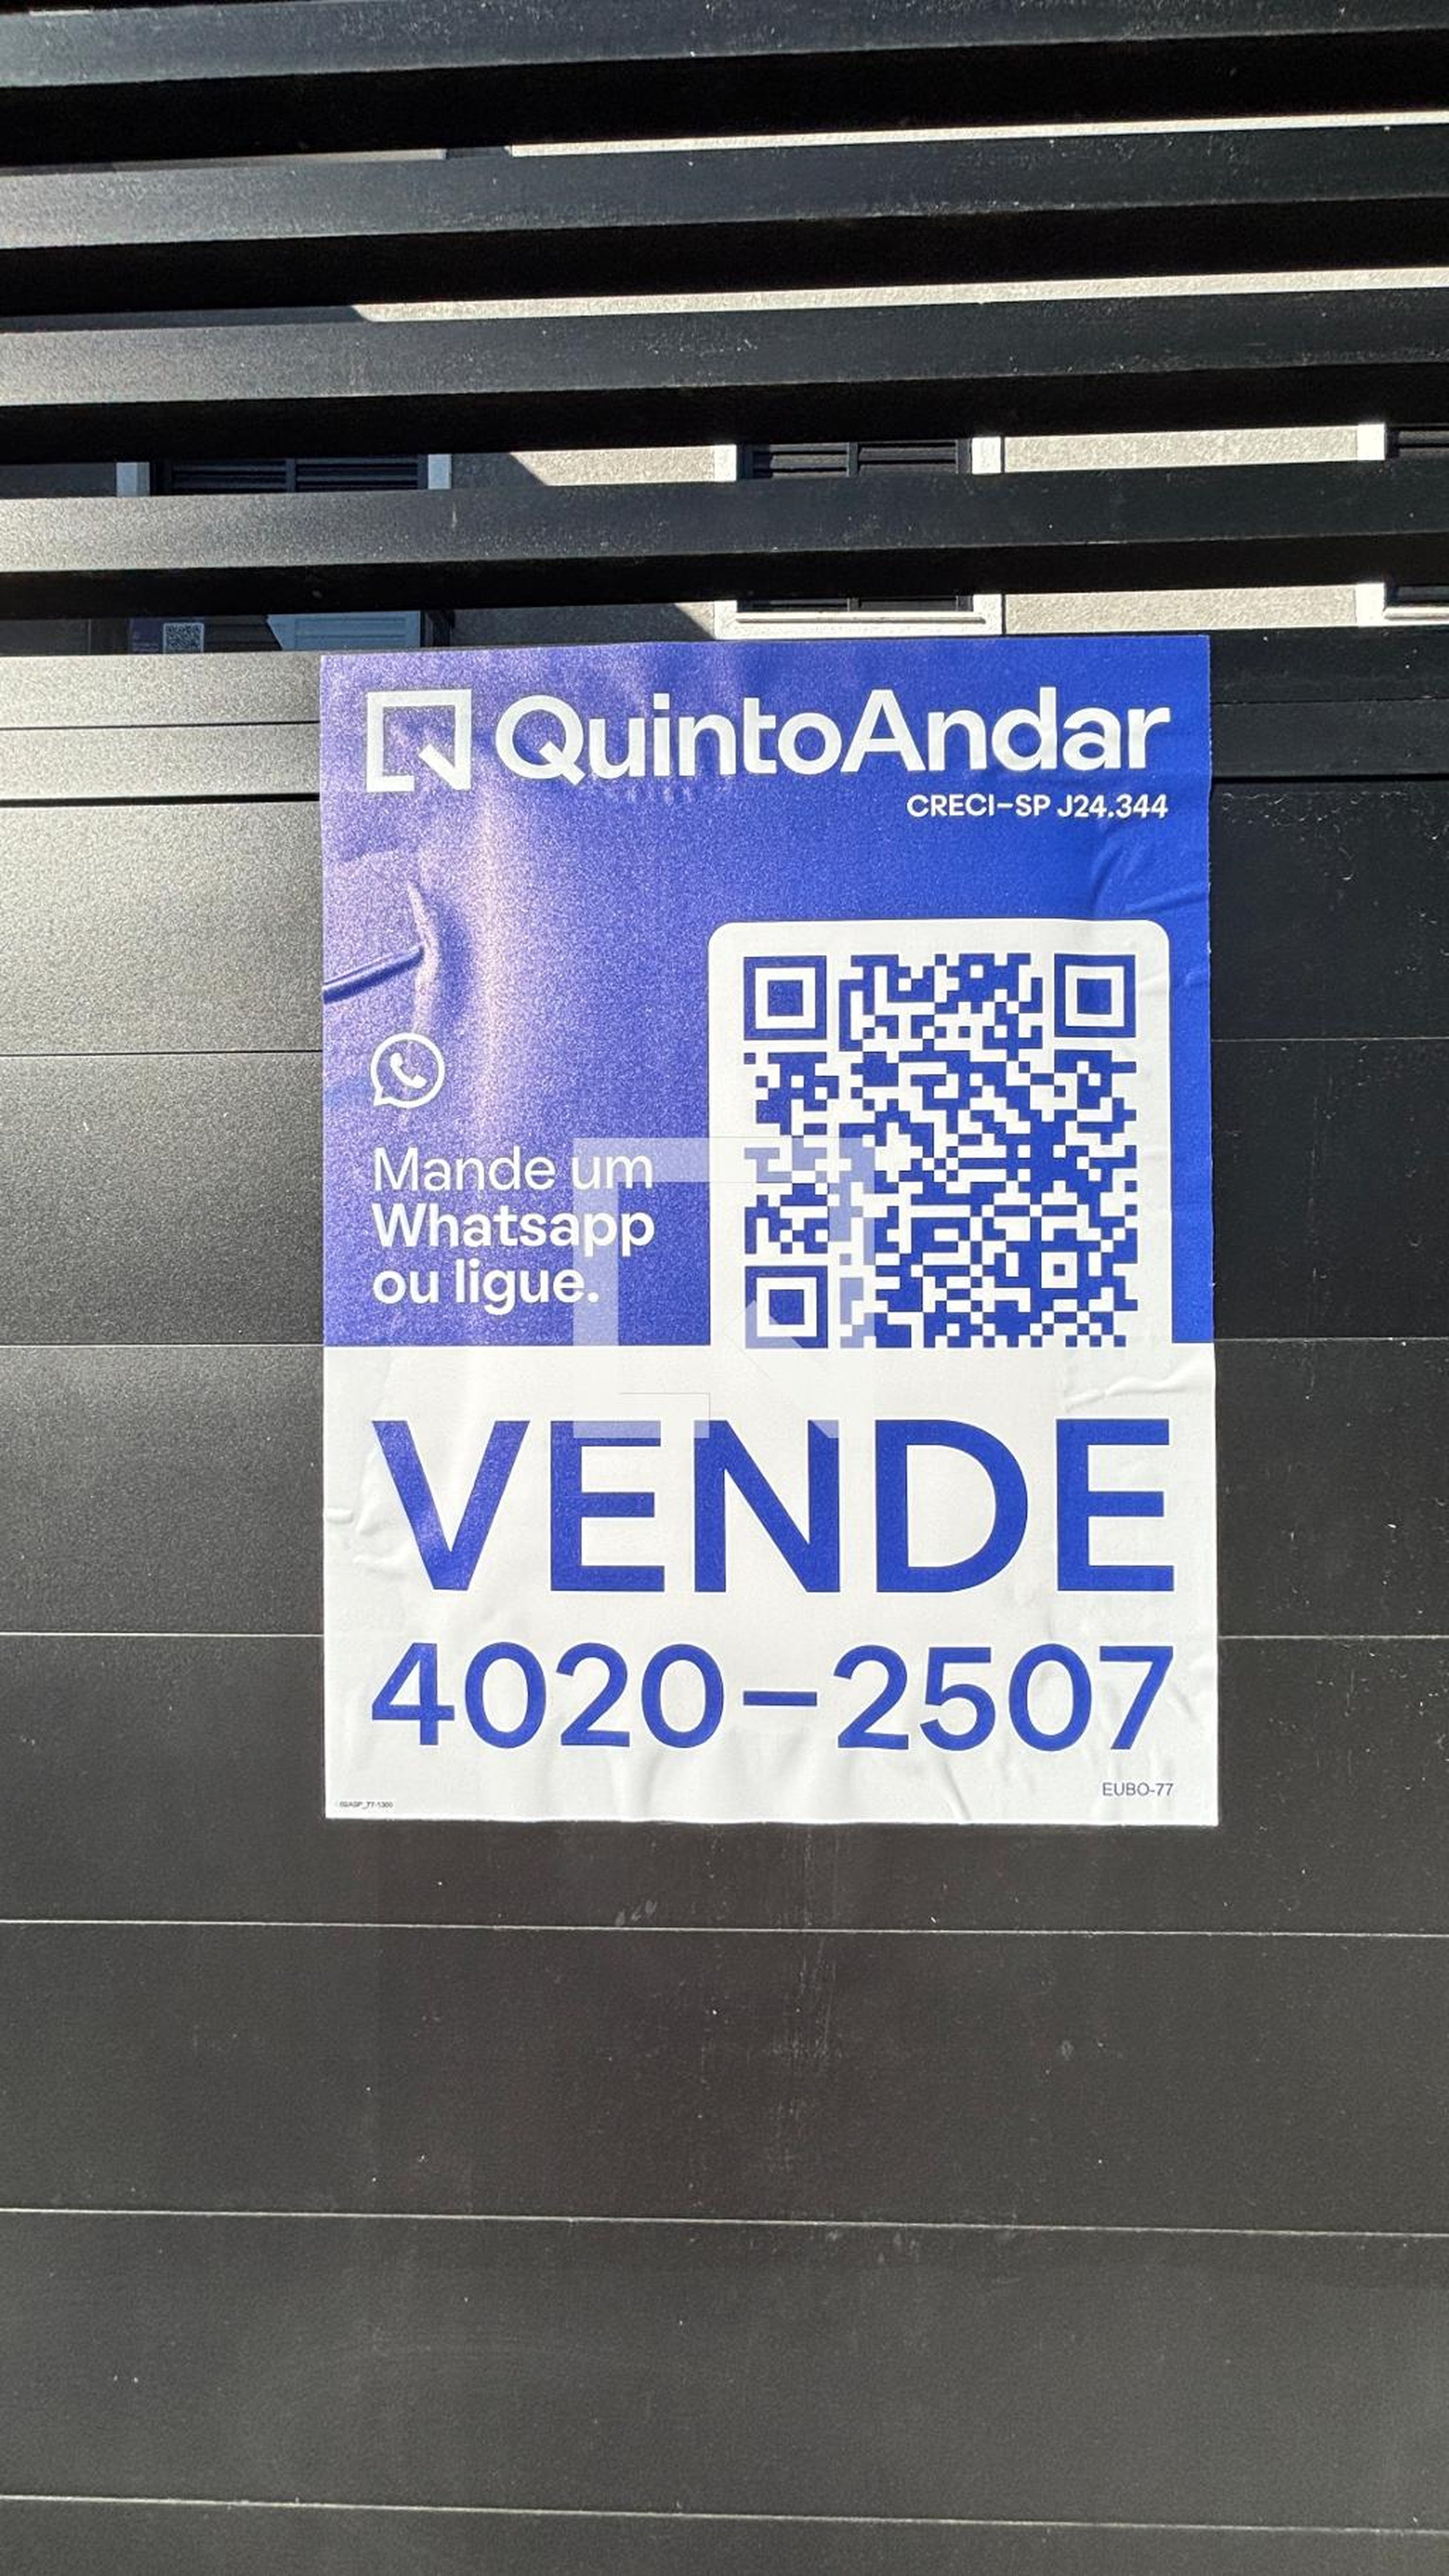 QuintoAndar
CRECI-SP J24.344
Mande um
Whatsapp
ou ligue.
VENDE
4020-2507
EUBO-77